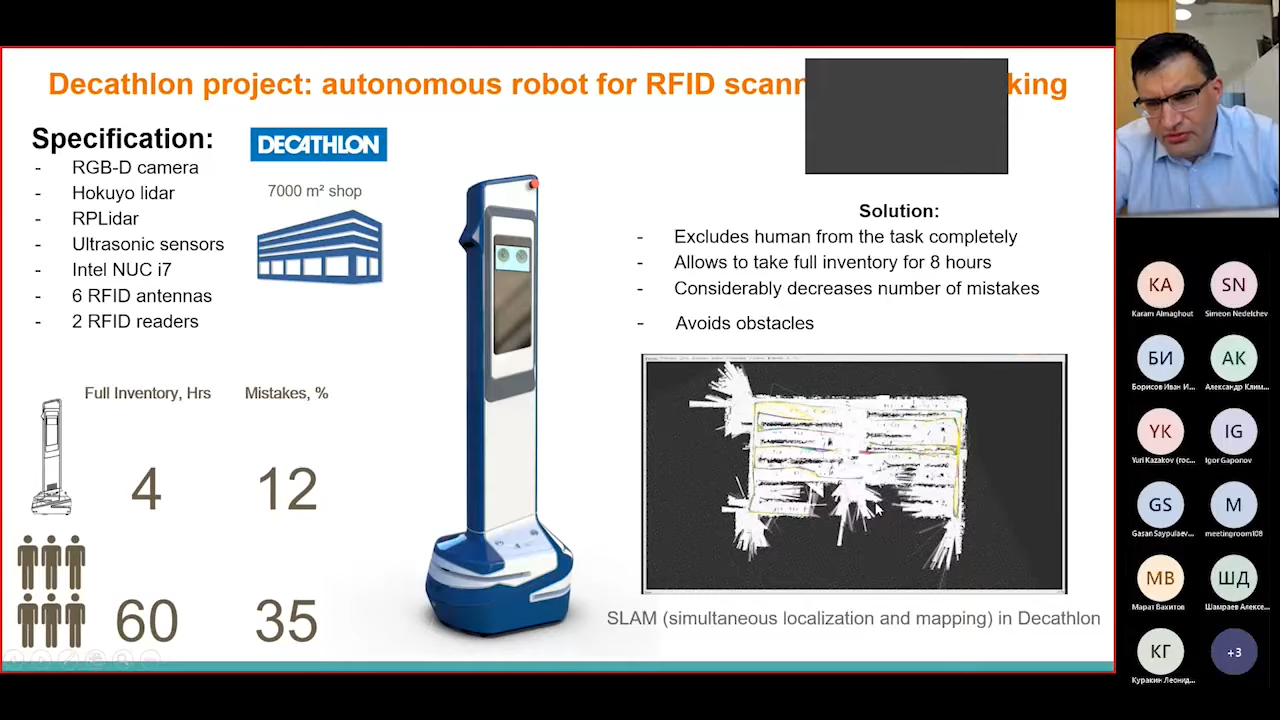 Decathlon project: autonomous robot for RFID scann king
Specification:
- RGB-D camera
- Hokuyo lidar
- RPLidar
- Ultrasonic sensors
- Intel NUC i7
- 6 RFID antennas
- 2 RFID readers
DECATHLON
7000 m² shop
Solution:
- Excludes human from the task completely
- Allows to take full inventory for 8 hours
- Considerably decreases number of mistakes
- Avoids obstacles
Full Inventory, Hrs
Mistakes, %
4
12
60
35
SLAM (simultaneous localization and mapping) in Decathlon
KA
Karam Almaghout
SN
Simeon Nedelchev
БИ
Борисов Иван И...
АК
Александр Клим...
YK
Yuri Kazakov (гос...
IG
Igor Gaponov
GS
Gasan Saypulaev...
M
meetingroom108
МВ
Марат Вахитов
ШД
Шамраев Алексе...
КГ
Куракин Леонид...
+3